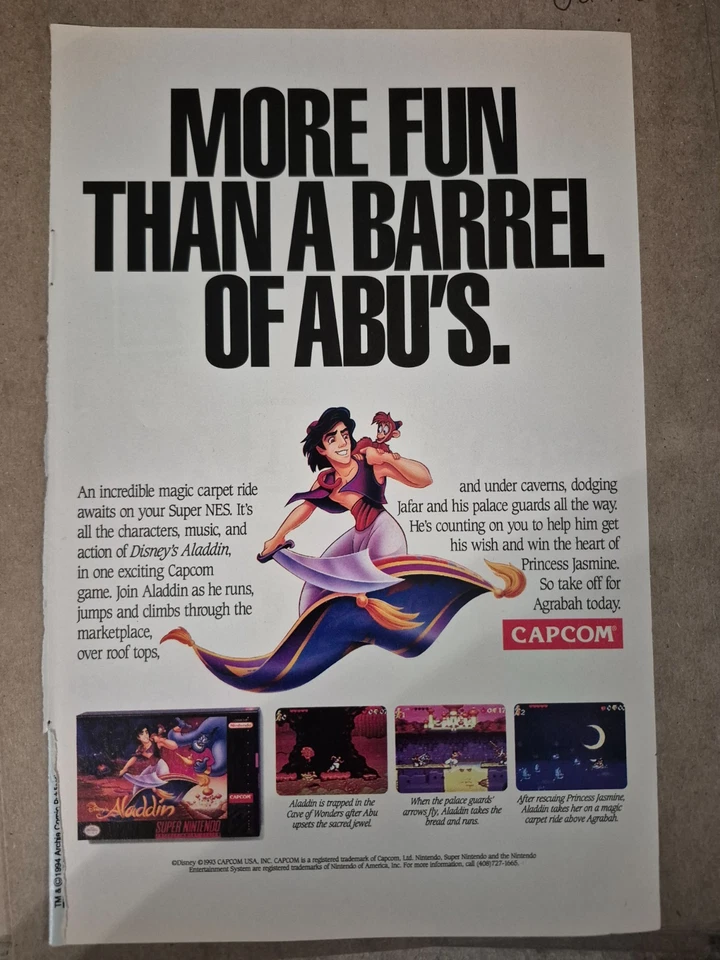 MORE FUN
THAN A BARREL
OF ABU'S.
An incredible magic carpet ride
awaits on your Super NES. It's
all the characters, music, and
action of Disney's Aladdin,
in one exciting Capcom
game. Join Aladdin as he runs,
jumps and climbs through the
marketplace,
over roof tops,
and under caverns, dodging
Jafar and his palace guards all the way.
He's counting on you to help him get
his wish and win the heart of
Princess Jasmine.
So take off for
Agrabah today.
CAPCOM®
Disney's
Aladdin
SUPER NINTENDO
CAPCOM
Aladdin is trapped in the
Cave of Wonders after Abu
upsets the sacred jewel.
When the palace guards'
arrows fly, Aladdin takes the
bread and runs.
After rescuing Princess Jasmine,
Aladdin takes her on a magic
carpet ride above Agrabah.
©Disney ©1993 CAPCOM USA, INC. CAPCOM is a registered trademark of Capcom, Ltd. Nintendo, Super Nintendo and the Nintendo
Entertainment System are registered trademarks of Nintendo of America, Inc. For more information, call (408)727-1665.
TM & © 1994 Archie Comic